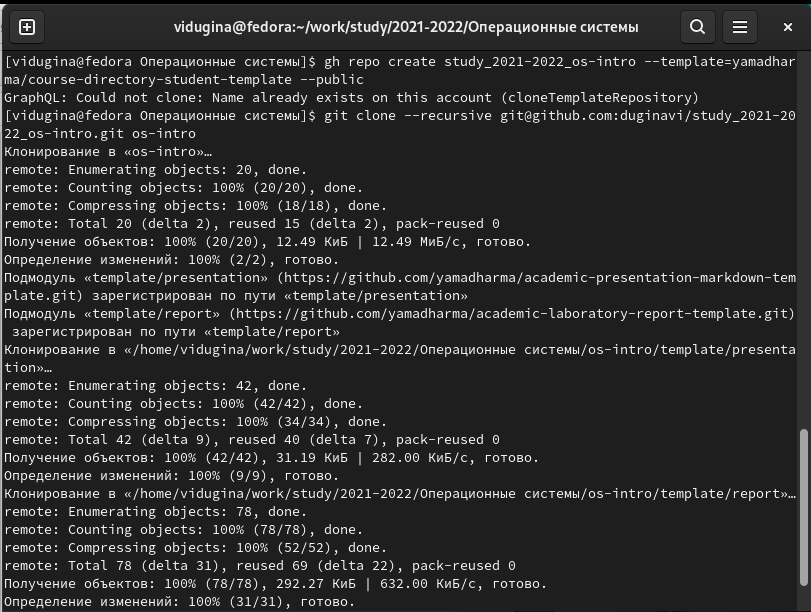 vidugina@fedora:~/work/study/2021-2022/Операционные системы
[vidugina@fedora Операционные системы]$ gh repo create study_2021-2022_os-intro --template=yamadhar
ma/course-directory-student-template --public
GraphQL: Could not clone: Name already exists on this account (cloneTemplateRepository)
[vidugina@fedora Операционные системы]$ git clone --recursive git@github.com:duginavi/study_2021-20
22_os-intro.git os-intro
Клонирование в «os-intro»…
remote: Enumerating objects: 20, done.
remote: Counting objects: 100% (20/20), done.
remote: Compressing objects: 100% (18/18), done.
remote: Total 20 (delta 2), reused 15 (delta 2), pack-reused 0
Получение объектов: 100% (20/20), 12.49 КиБ | 12.49 МиБ/с, готово.
Определение изменений: 100% (2/2), готово.
Подмодуль «template/presentation» (https://github.com/yamadharma/academic-presentation-markdown-tem
plate.git) зарегистрирован по пути «template/presentation»
Подмодуль «template/report» (https://github.com/yamadharma/academic-laboratory-report-template.git)
зарегистрирован по пути «template/report»
Клонирование в «/home/vidugina/work/study/2021-2022/Операционные системы/os-intro/template/presenta
tion»…
remote: Enumerating objects: 42, done.
remote: Counting objects: 100% (42/42), done.
remote: Compressing objects: 100% (34/34), done.
remote: Total 42 (delta 9), reused 40 (delta 7), pack-reused 0
Получение объектов: 100% (42/42), 31.19 КиБ | 282.00 КиБ/с, готово.
Определение изменений: 100% (9/9), готово.
Клонирование в «/home/vidugina/work/study/2021-2022/Операционные системы/os-intro/template/report»…
remote: Enumerating objects: 78, done.
remote: Counting objects: 100% (78/78), done.
remote: Compressing objects: 100% (52/52), done.
remote: Total 78 (delta 31), reused 69 (delta 22), pack-reused 0
Получение объектов: 100% (78/78), 292.27 КиБ | 632.00 КиБ/с, готово.
Определение изменений: 100% (31/31), готово.